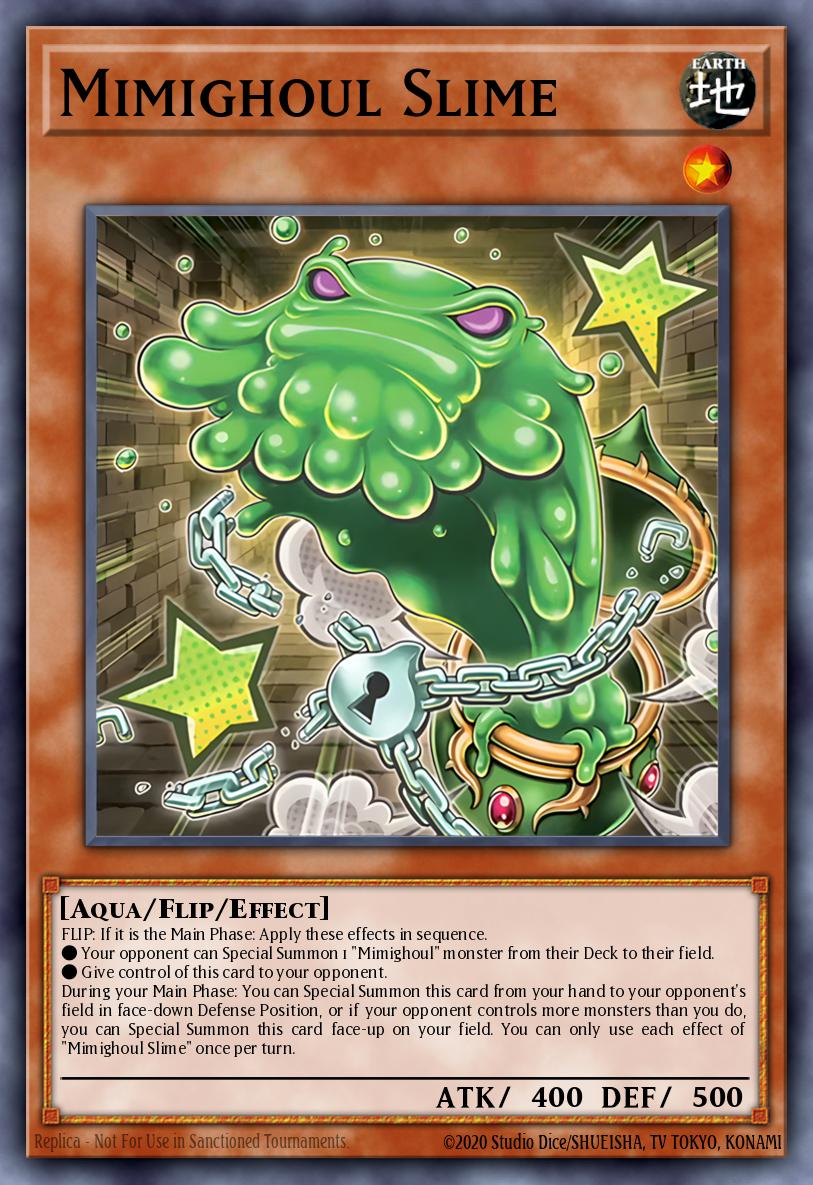 Mimighoul Slime
EARTH
地
[Aqua/Flip/Effect]
FLIP: If it is the Main Phase: Apply these effects in sequence.
● Your opponent can Special Summon 1 "Mimighoul" monster from their Deck to their field.
● Give control of this card to your opponent.
During your Main Phase: You can Special Summon this card from your hand to your opponent's
field in face-down Defense Position, or if your opponent controls more monsters than you do,
you can Special Summon this card face-up on your field. You can only use each effect of
"Mimighoul Slime" once per turn.
ATK/ 400 DEF/ 500
Replica - Not For Use in Sanctioned Tournaments.
©2020 Studio Dice/SHUEISHA, TV TOKYO, KONAMI